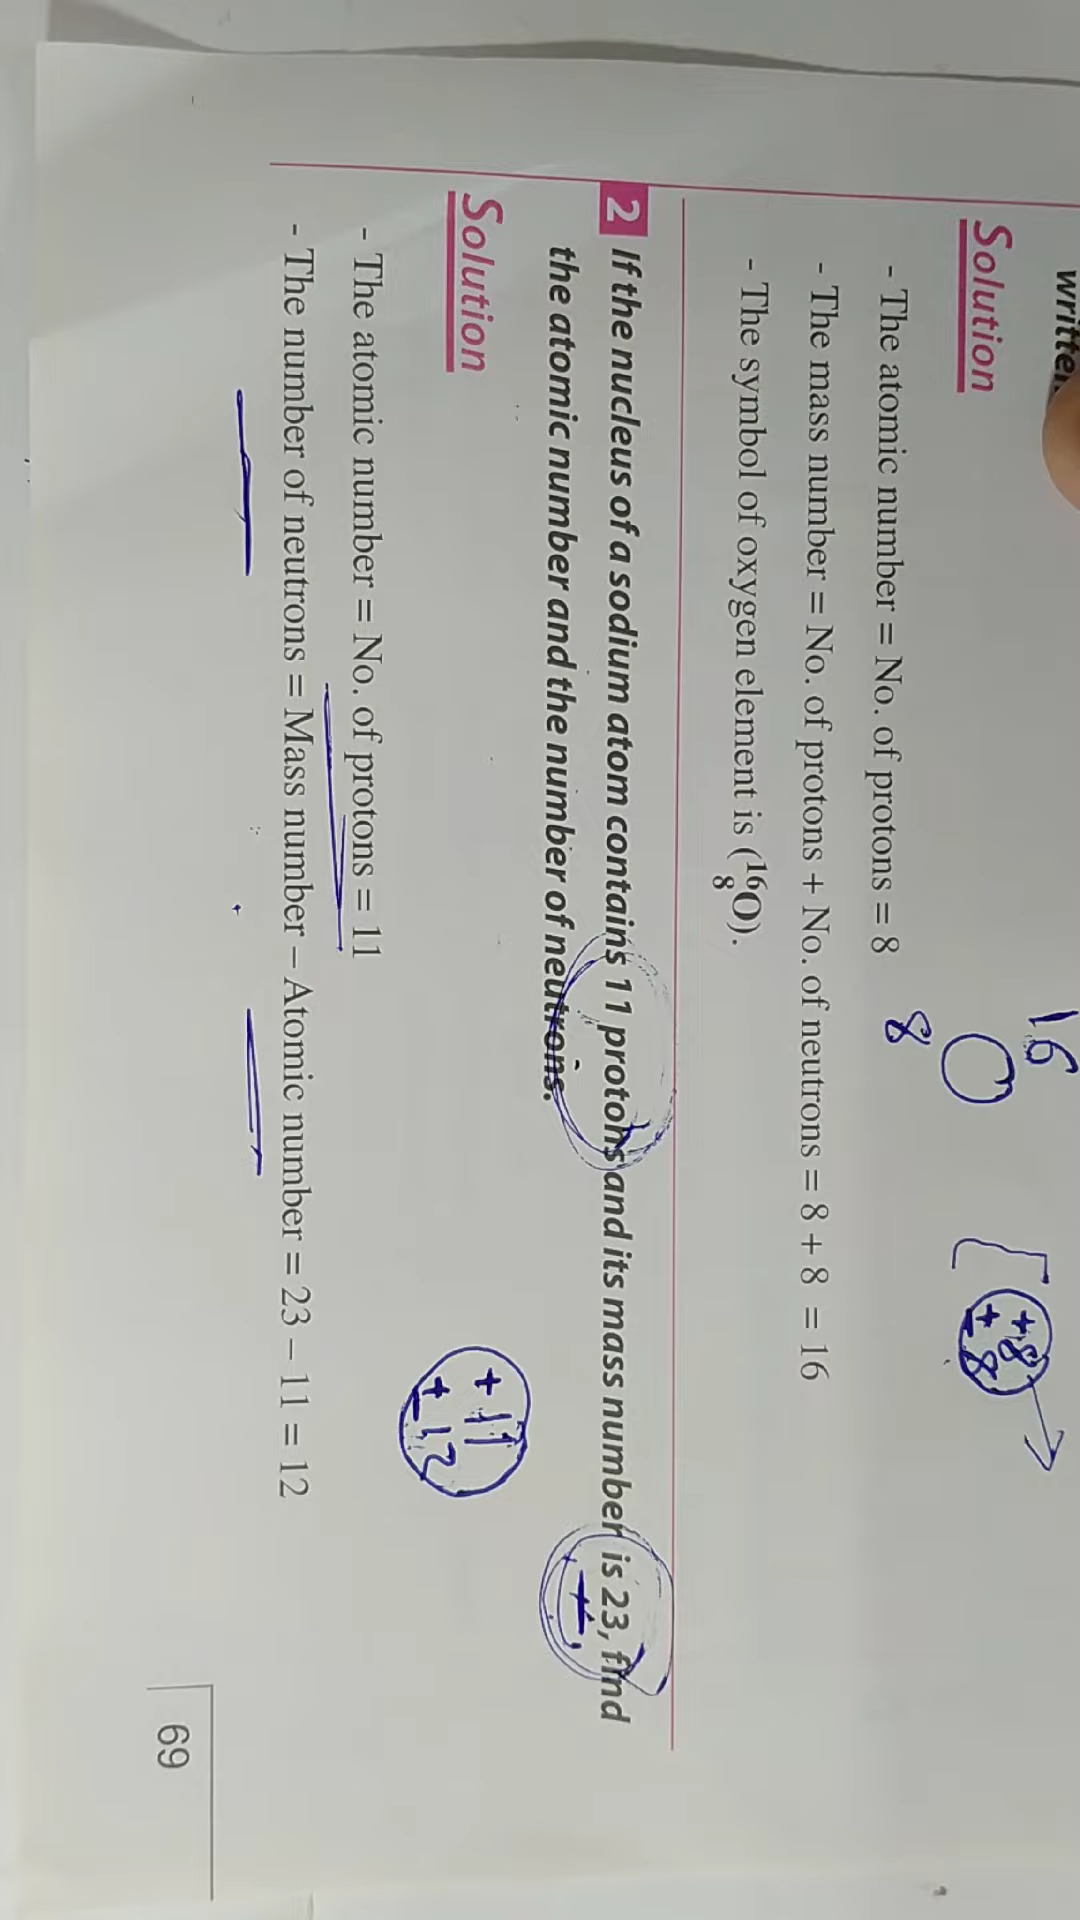 Solution
- The atomic number = No. of protons = 8
- The mass number = No. of protons + No. of neutrons = 8 + 8 = 16
- The symbol of oxygen element is (¹⁶₈O).
16
O
8
+8
±8
2 If the nucleus of a sodium atom contains 11 protons and its mass number is 23, find
the atomic number and the number of neutrons.
Solution
+11
±12
- The atomic number = No. of protons = 11
- The number of neutrons = Mass number – Atomic number = 23 – 11 = 12
69